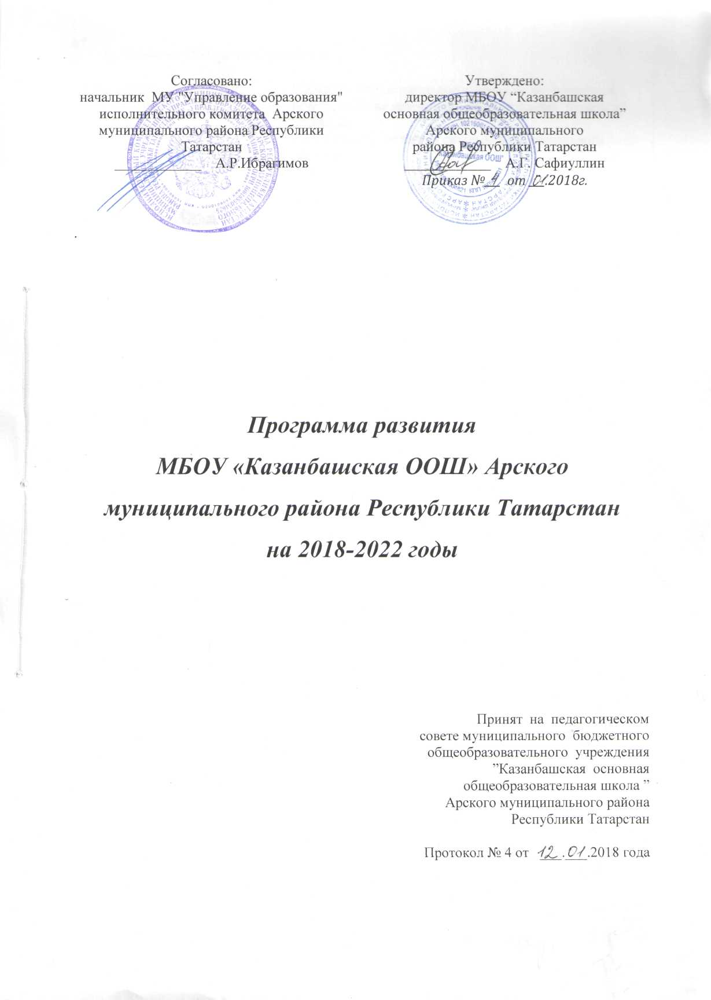 Согласовано:
начальник МУ "Управление образования"
исполнительного комитета Арского
муниципального района Республики
Татарстан
____________ А.Р.Ибрагимов
Утверждено:
директор МБОУ “Казанбашская
основная общеобразовательная школа”
Арского муниципального
района Республики Татарстан
____________ А.Г. Сафиуллин
Приказ № 4 от 01.2018г.
Программа развития
МБОУ «Казанбашская ООШ» Арского
муниципального района Республики Татарстан
на 2018-2022 годы
Принят на педагогическом
совете муниципального бюджетного
общеобразовательного учреждения
”Казанбашская основная
общеобразовательная школа ”
Арского муниципального района
Республики Татарстан
Протокол № 4 от 12.01.2018 года